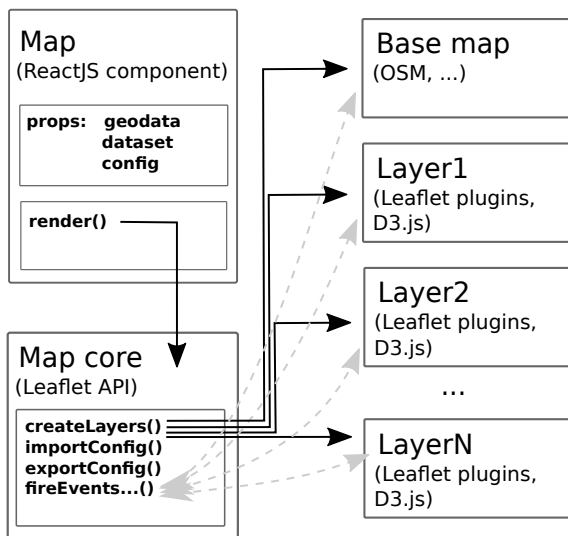 Map
(ReactJS component)
props: geodata
dataset
config
render()
Map core
(Leaflet API)
createLayers()
importConfig()
exportConfig()
fireEvents...()
Base map
(OSM, ...)
Layer1
(Leaflet plugins,
D3.js)
Layer2
(Leaflet plugins,
D3.js)
...
LayerN
(Leaflet plugins,
D3.js)